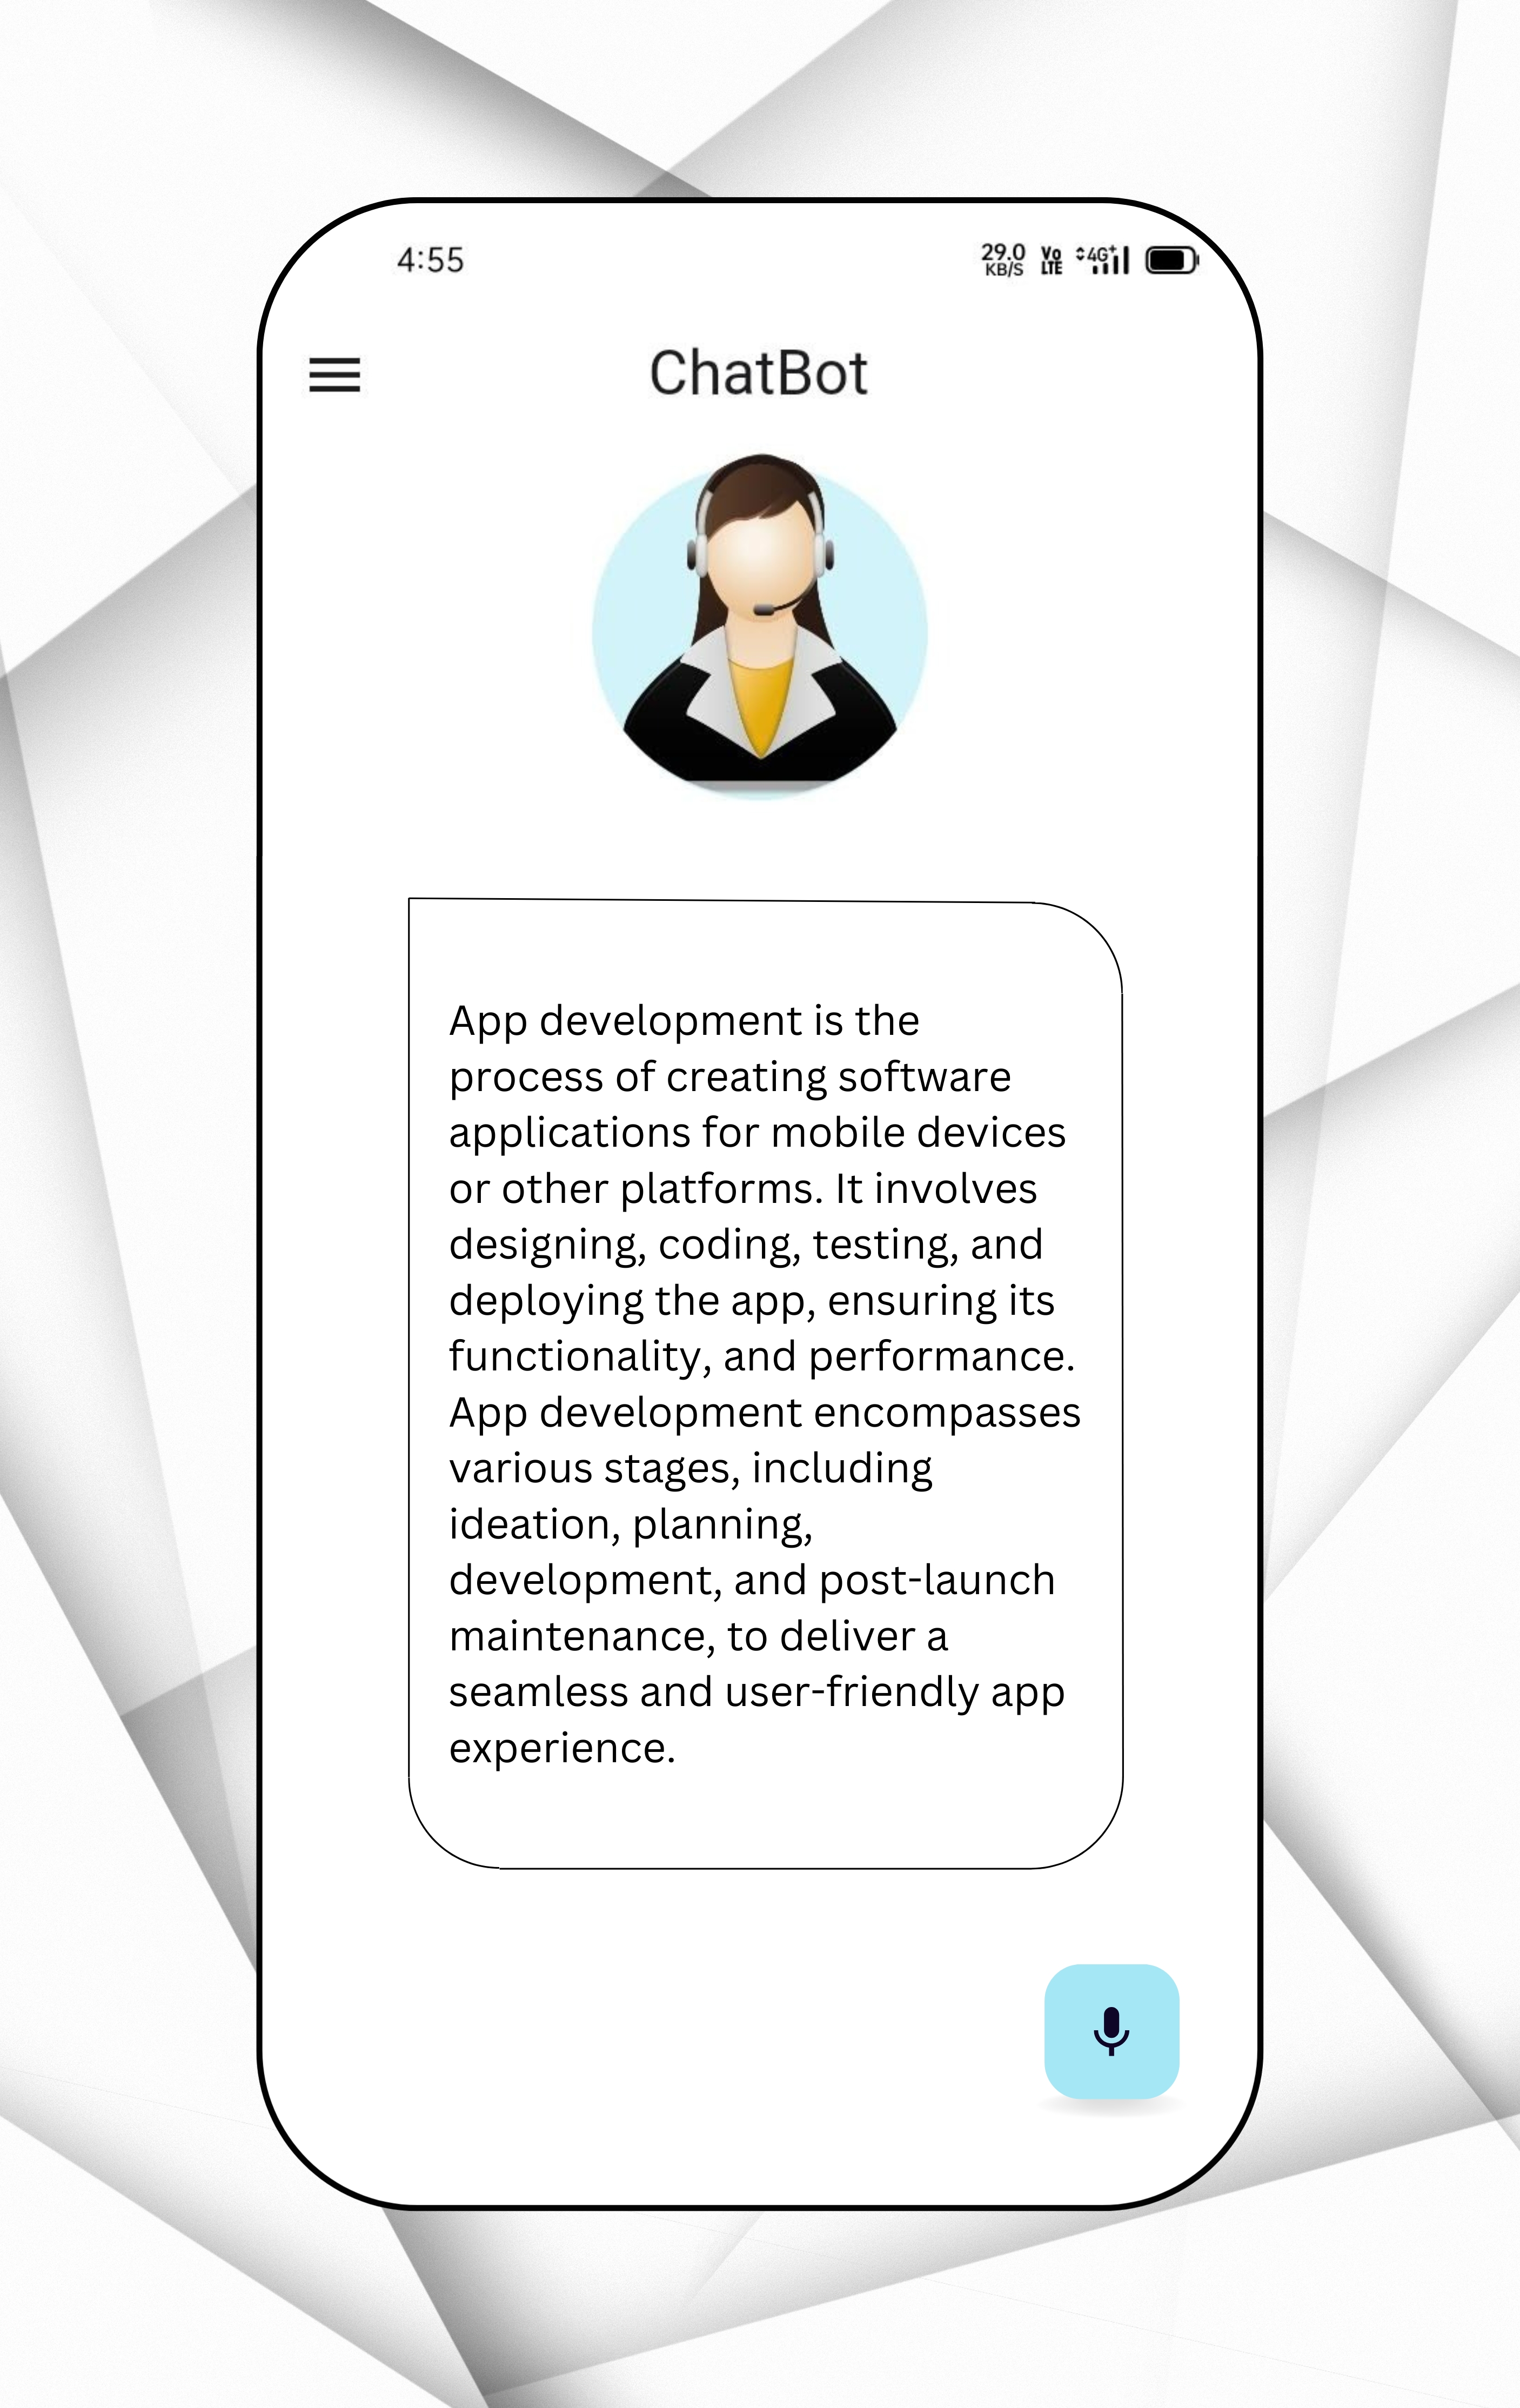 4:55
29.0
KB/S
Vo
LTE
4G+
ChatBot
App development is the
process of creating software
applications for mobile devices
or other platforms. It involves
designing, coding, testing, and
deploying the app, ensuring its
functionality, and performance.
App development encompasses
various stages, including
ideation, planning,
development, and post-launch
maintenance, to deliver a
seamless and user-friendly app
experience.